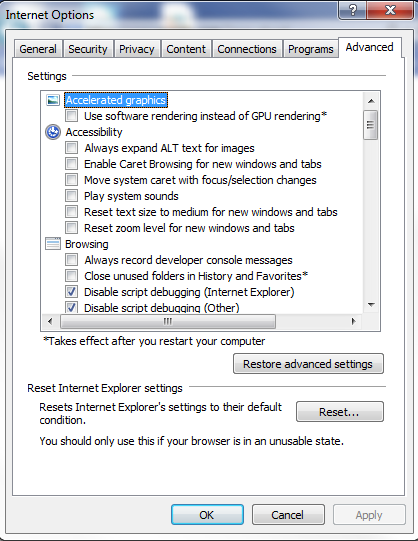 Internet Options
General Security Privacy Content Connections Programs Advanced
Settings
Accelerated graphics
Use software rendering instead of GPU rendering*
Accessibility
Always expand ALT text for images
Enable Caret Browsing for new windows and tabs
Move system caret with focus/selection changes
Play system sounds
Reset text size to medium for new windows and tabs
Reset zoom level for new windows and tabs
Browsing
Always record developer console messages
Close unused folders in History and Favorites*
Disable script debugging (Internet Explorer)
Disable script debugging (Other)
*Takes effect after you restart your computer
Restore advanced settings
Reset Internet Explorer settings
Resets Internet Explorer's settings to their default
condition.
Reset...
You should only use this if your browser is in an unusable state.
OK Cancel Apply